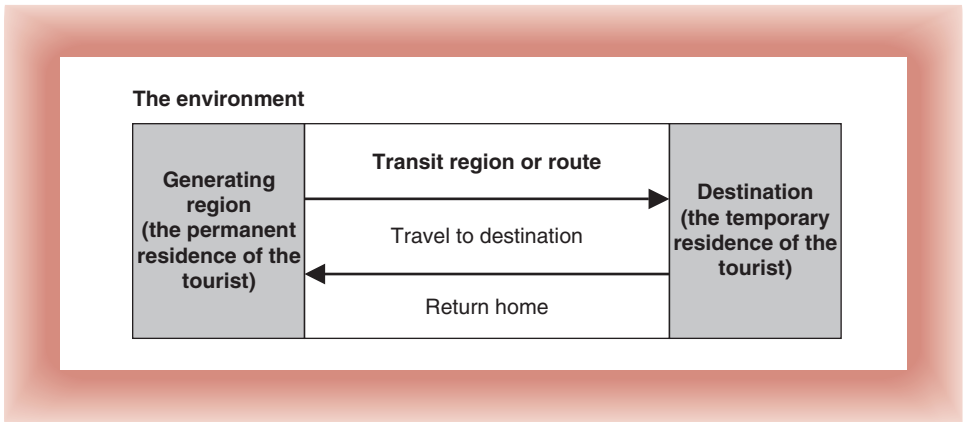 The environment
Generating
region
(the permanent
residence of the
tourist)
Transit region or route
Travel to destination
Return home
Destination
(the temporary
residence of the
tourist)